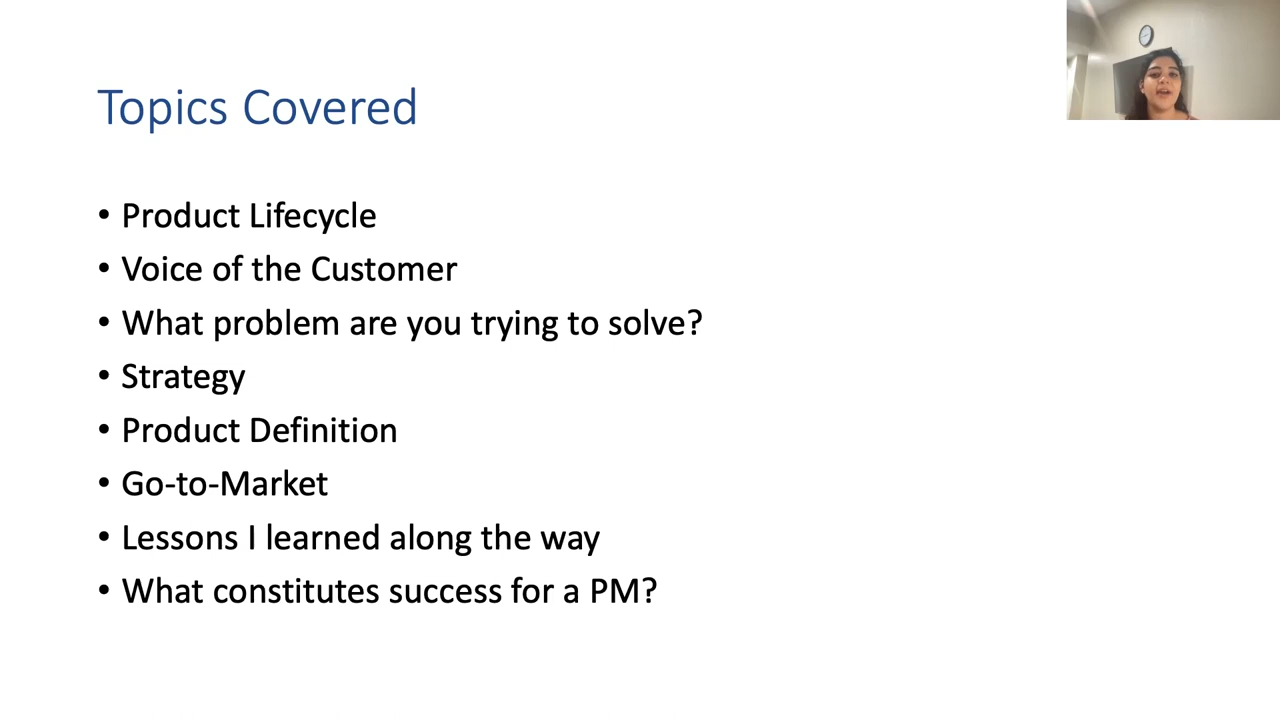 Topics Covered
• Product Lifecycle
• Voice of the Customer
• What problem are you trying to solve?
• Strategy
• Product Definition
• Go-to-Market
• Lessons I learned along the way
• What constitutes success for a PM?